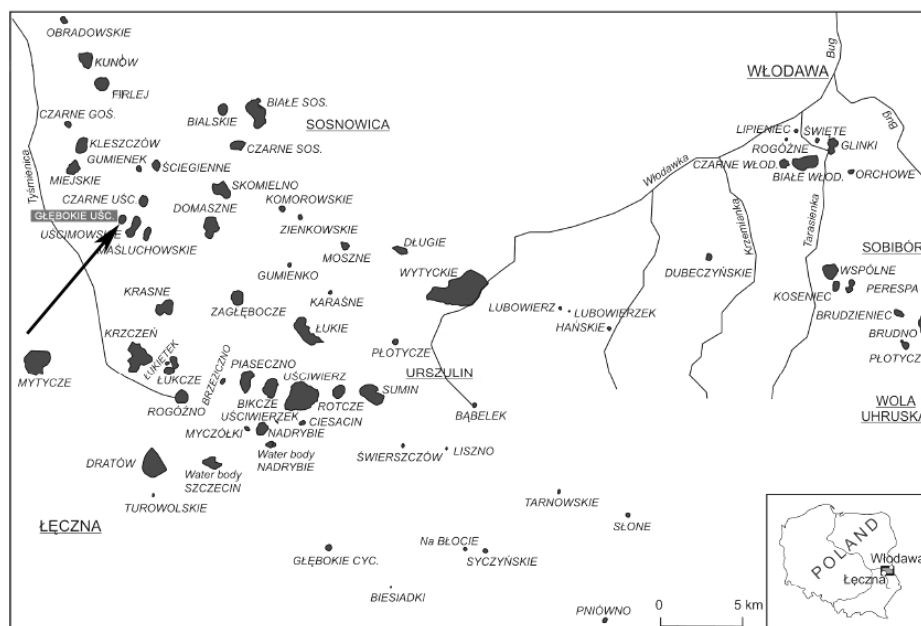 OBRADOWSKIE
KUNÓW
FIRLEJ
CZARNE GOŚ.
KLESZCZÓW
GUMIENEK
MIEJSKIE
ŚCIEGIENNE
CZARNE UŚC.
GŁĘBOKIE UŚC.
UŚCIMOWSKIE
MAŚLUCHOWSKIE
Tyśmienica
BIAŁE SOS.
BIALSKIE
SOSNOWICA
CZARNE SOS.
SKOMIELNO
DOMASZNE
KOMOROWSKIE
ZIENKOWSKIE
MOSZNE
DŁUGIE
GUMIENKO
WYTYCKIE
KRASNE
ZAGŁĘBOCZE
KARAŚNE
ŁUKIE
KRZCZEŃ
ŁUKIETEK
ŁUKCZE
MYTYCZE
ROGÓŹNO
BRZEZICZNO
PIASECZNO
UŚCIWIERZ
BIKCZE
ROTCZE
SUMIN
PŁOTYCZE
URSZULIN
UŚCIWIERZEK
CIESACIN
MYCZÓŁKI
NADRYBIE
BĄBELEK
DRATÓW
Water body
SZCZECIN
Water body
NADRYBIE
ŚWIERSZCZÓW
LISZNO
TUROWOLSKIE
ŁĘCZNA
TARNOWSKIE
SŁONE
GŁĘBOKIE CYC.
Na BŁOCIE
SYCZYŃSKIE
BIESIADKI
PNIÓWNO
WŁODAWA
Bug
Bug
LIPIENIEC
ŚWIĘTE
ROGÓŹNE
GLINKI
CZARNE WŁOD.
BIAŁE WŁOD.
ORCHOWE
Włodawka
Krzemianka
Tarasienka
SOBIBÓR
DUBECZYŃSKIE
WSPÓLNE
KOSENIEC
PERESPA
LUBOWIERZ
LUBOWIERZEK
HAŃSKIE
BRUDZIENIEC
BRUDNO
PŁOTYCZE
WOLA
UHRUSKA
0 5 km
POLAND
Włodawa
Łęczna